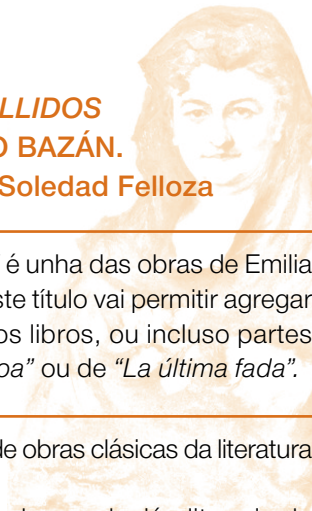 LLIDOS
BAZÁN.
Soledad Felloza
é unha das obras de Emilia
ste título vai permitir agregar
os libros, ou incluso partes
oa” ou de “La última fada”.
de obras clásicas da literatura